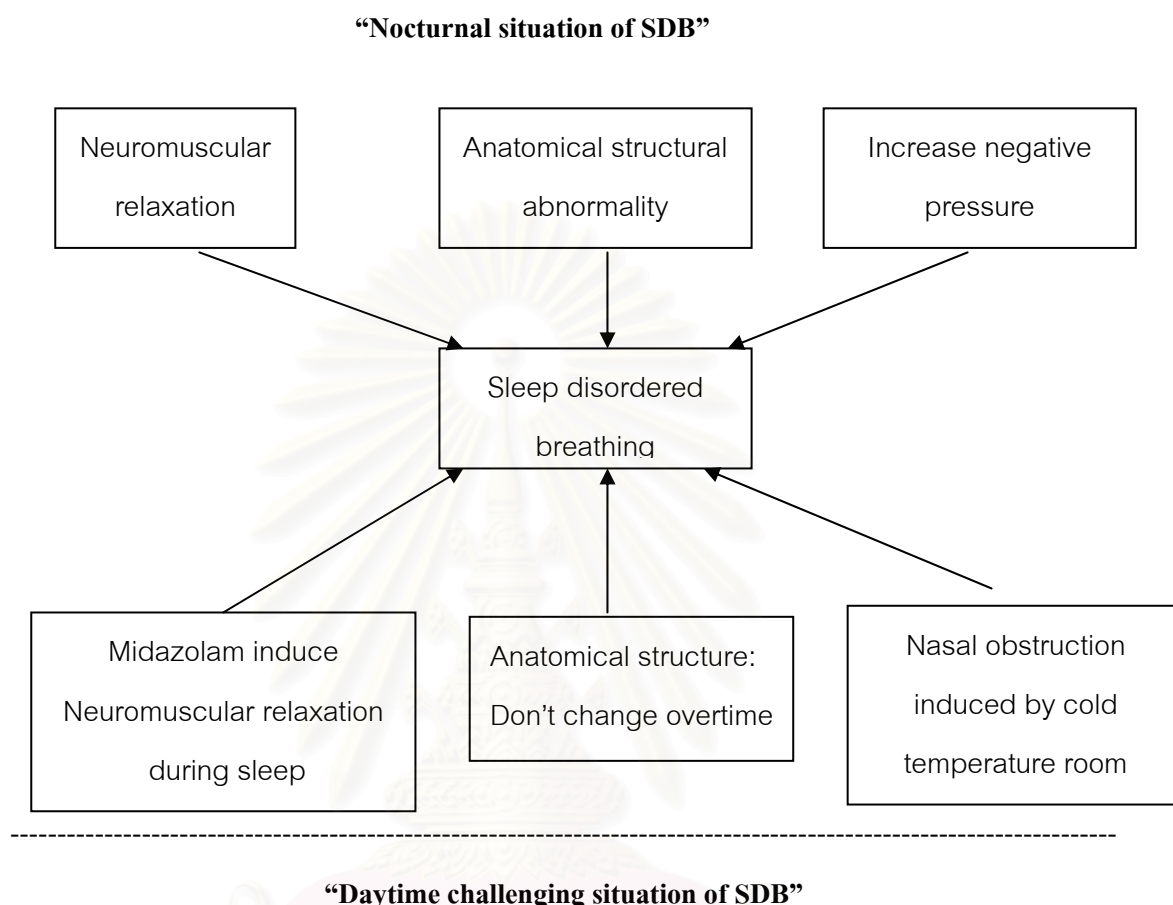 “Nocturnal situation of SDB”
Neuromuscular
relaxation
Anatomical structural
abnormality
Increase negative
pressure
Sleep disordered
breathing
Midazolam induce
Neuromuscular relaxation
during sleep
Anatomical structure:
Don’t change overtime
Nasal obstruction
induced by cold
temperature room
“Daytime challenging situation of SDB”